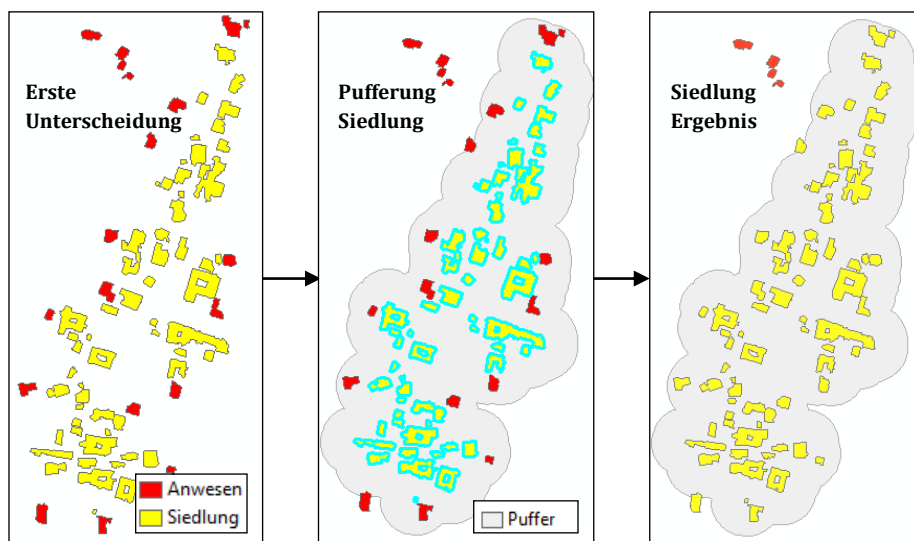 Erste
Unterscheidung
Anwesen
Siedlung
Pufferung
Siedlung
Puffer
Siedlung
Ergebnis